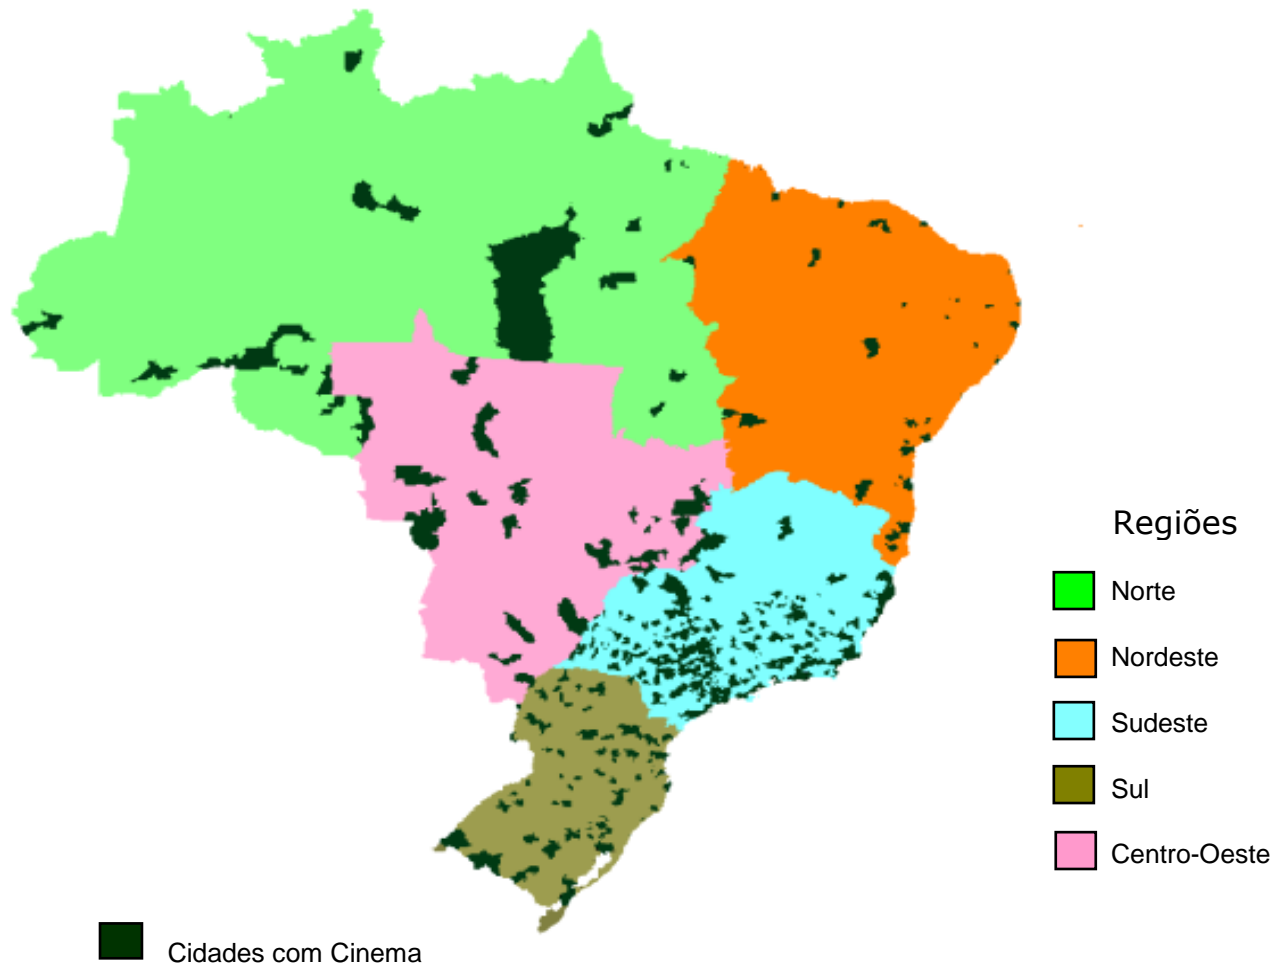 Regiões
Norte
Nordeste
Sudeste
Sul
Centro-Oeste
Cidades com Cinema